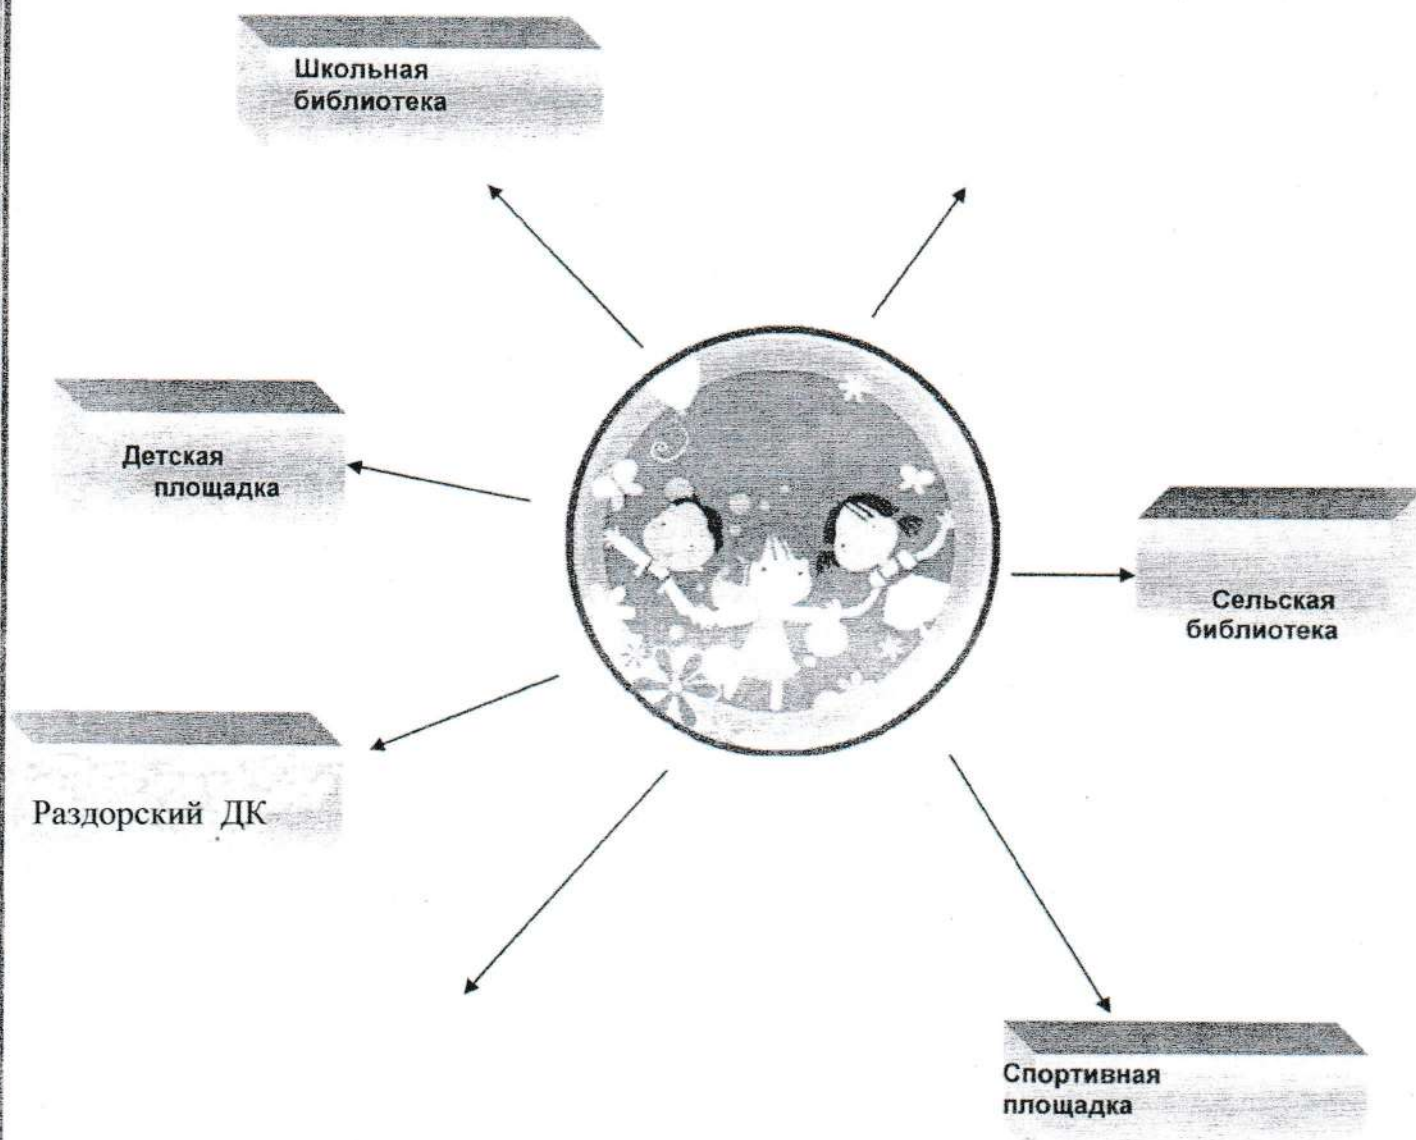 Школьная
библиотека
Детская
площадка
Сельская
библиотека
Раздорский ДК
Спортивная
площадка